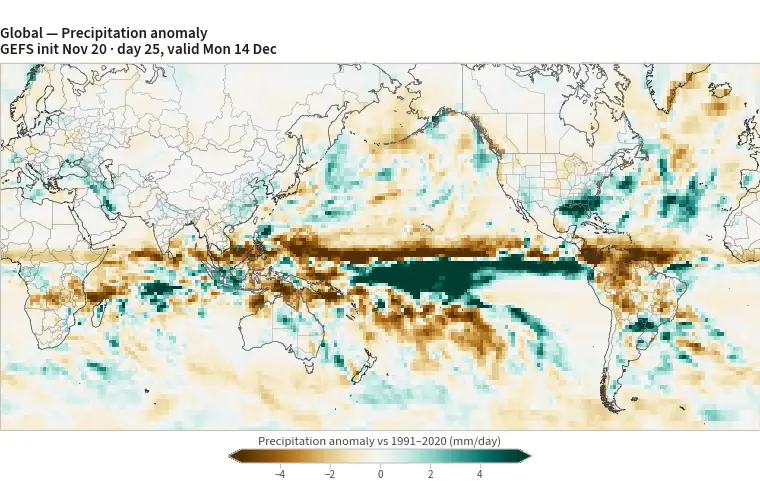 Global — Precipitation anomaly
GEFS init Nov 20 · day 25, valid Mon 14 Dec
Precipitation anomaly vs 1991–2020 (mm/day)
−4 −2 0 2 4